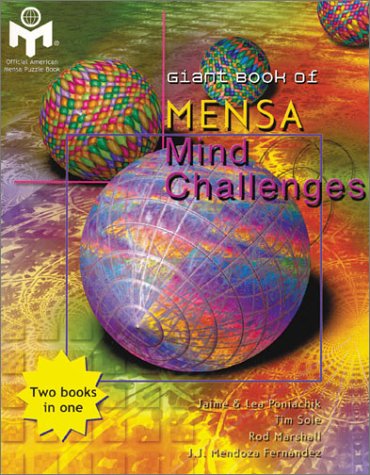 Official American
Mensa Puzzle Book
Giant Book of
MENSA
Mind
Challenges
Two books
in one
Jaime & Lea Poniachik
Tim Sole
Rod Marshall
J.J. Mendoza Fernández